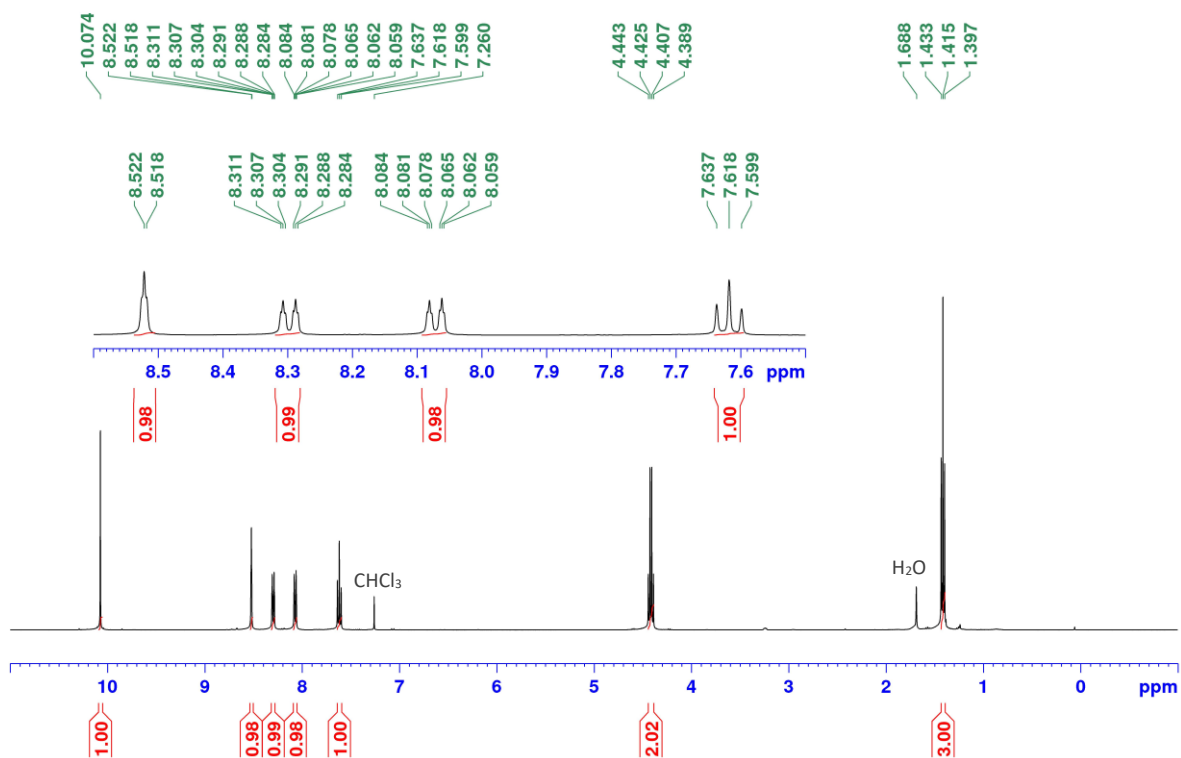 10.074 8.522 8.518 8.311 8.307 8.304 8.291 8.288 8.284 8.084 8.081 8.078 8.065 8.062 8.059 7.637 7.618 7.599 7.260 4.443 4.425 4.407 4.389 1.688 1.433 1.415 1.397
8.522 8.518 8.311 8.307 8.304 8.291 8.288 8.284 8.084 8.081 8.078 8.065 8.062 8.059 7.637 7.618 7.599
8.5 8.4 8.3 8.2 8.1 8.0 7.9 7.8 7.7 7.6 ppm
0.98 0.99 0.98 1.00
CHCl₃ H₂O
10 9 8 7 6 5 4 3 2 1 0 ppm
1.00 0.98 0.99 0.98 1.00 2.02 3.00